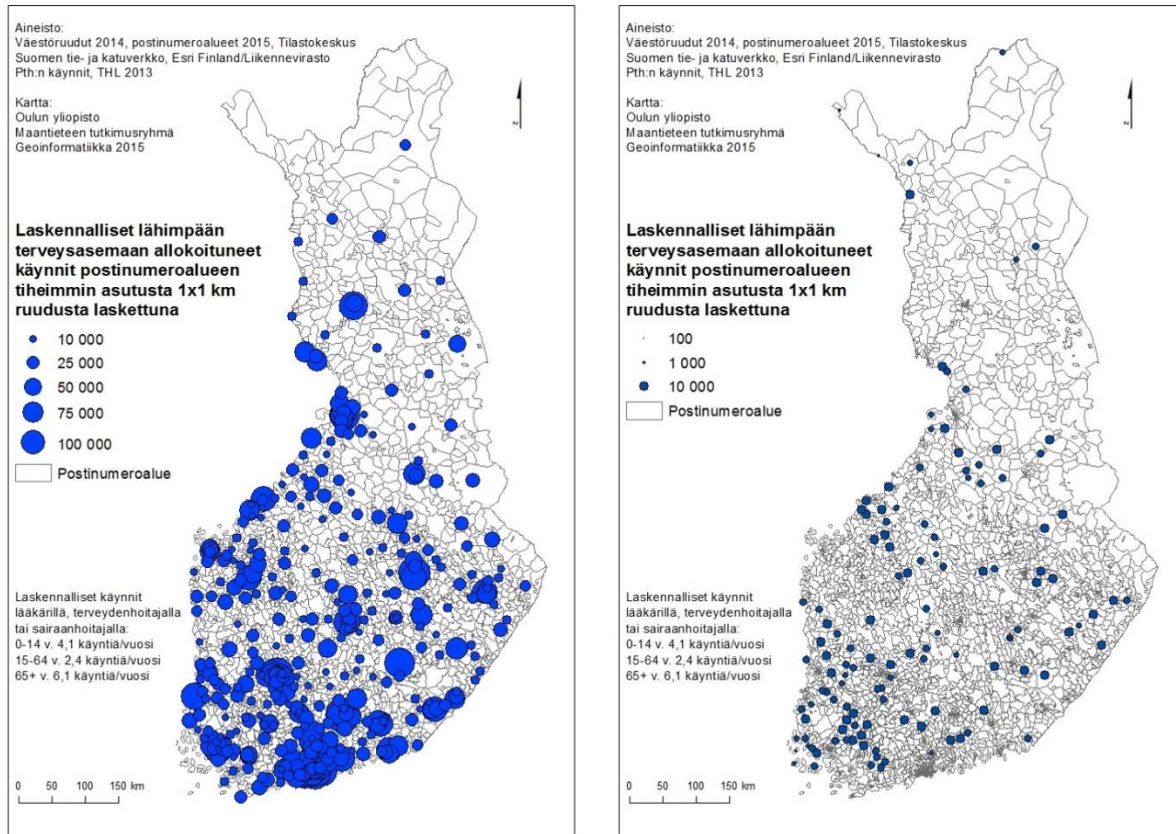 Aineisto:
Väestöruudut 2014, postinumeroalueet 2015, Tilastokeskus
Suomen tie- ja katuverkko, Esri Finland/Liikennevirasto
Pth:n käynnit, THL 2013
Kartta:
Oulun yliopisto
Maantieteen tutkimusryhmä
Geoinformatiikka 2015
Laskennalliset lähimpään
terveysasemaan allokoituneet
käynnit postinumeroalueen
tiheimmin asutusta 1x1 km
ruudusta laskettuna
10 000
25 000
50 000
75 000
100 000
Postinumeroalue
Laskennalliset käynnit
lääkärillä, terveydenhoitajalla
tai sairaanhoitajalla:
0-14 v. 4,1 käyntiä/vuosi
15-64 v. 2,4 käyntiä/vuosi
65+ v. 6,1 käyntiä/vuosi
0 50 100 150 km
N
Aineisto:
Väestöruudut 2014, postinumeroalueet 2015, Tilastokeskus
Suomen tie- ja katuverkko, Esri Finland/Liikennevirasto
Pth:n käynnit, THL 2013
Kartta:
Oulun yliopisto
Maantieteen tutkimusryhmä
Geoinformatiikka 2015
Laskennalliset lähimpään
terveysasemaan allokoituneet
käynnit postinumeroalueen
tiheimmin asutusta 1x1 km
ruudusta laskettuna
100
1 000
10 000
Postinumeroalue
Laskennalliset käynnit
lääkärillä, terveydenhoitajalla
tai sairaanhoitajalla:
0-14 v. 4,1 käyntiä/vuosi
15-64 v. 2,4 käyntiä/vuosi
65+ v. 6,1 käyntiä/vuosi
0 50 100 150 km
N